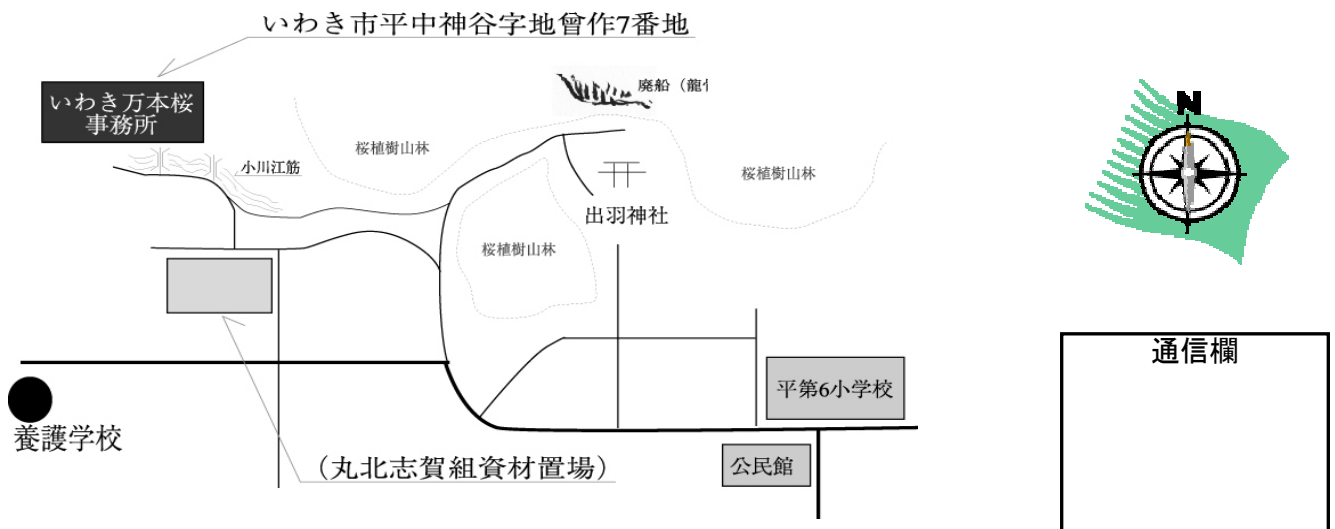 いわき市平中神谷字地曾作7番地
いわき万本桜
事務所
小川江筋
桜植樹山林
廃船（龍
桜植樹山林
出羽神社
桜植樹山林
N
通信欄
平第6小学校
養護学校
（丸北志賀組資材置場）
公民館